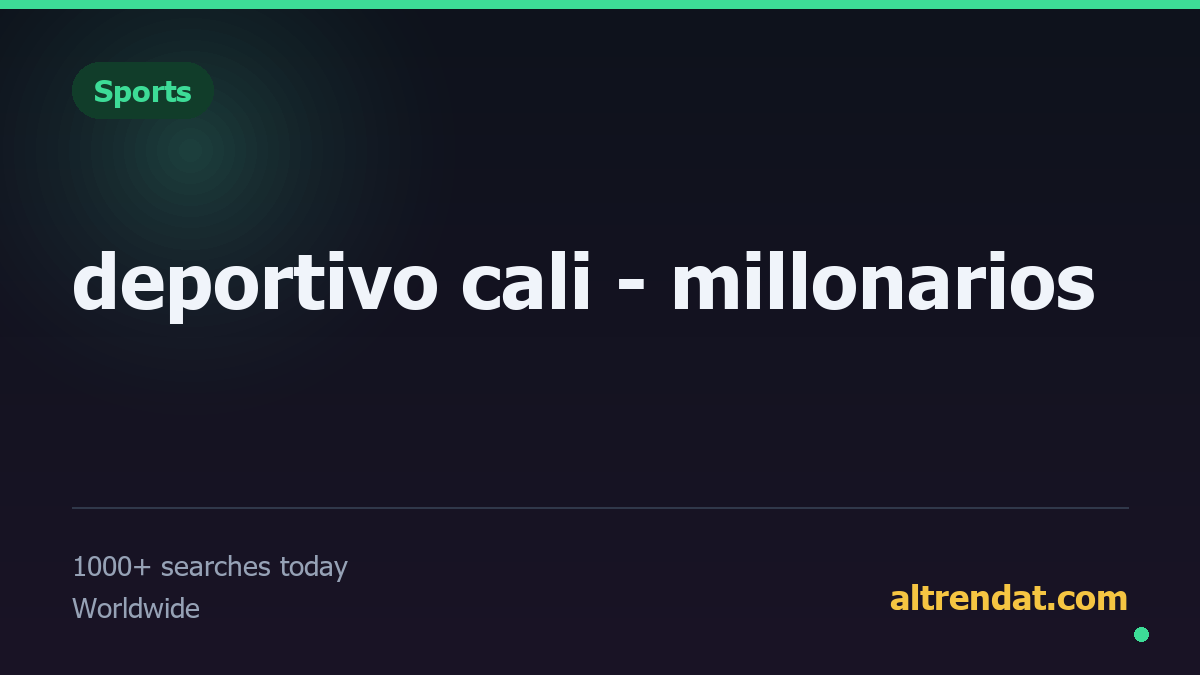 Sports
deportivo cali - millonarios
1000+ searches today
Worldwide
altrendat.com